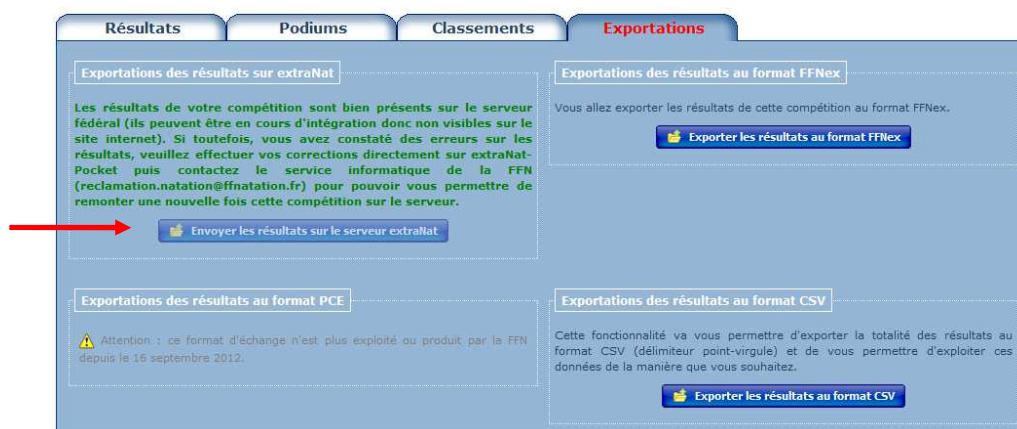 Résultats
Podiums
Classements
Exportations
Exportations des résultats sur extraNat
Les résultats de votre compétition sont bien présents sur le serveur
fédéral (ils peuvent être en cours d'intégration donc non visibles sur le
site internet). Si toutefois, vous avez constaté des erreurs sur les
résultats, veuillez effectuer vos corrections directement sur extraNat-
Pocket puis contactez le service informatique de la FFN
(reclamation.natation@ffnatation.fr) pour pouvoir vous permettre de
remonter une nouvelle fois cette compétition sur le serveur.
Envoyer les résultats sur le serveur extraNat
Exportations des résultats au format FFNex
Vous allez exporter les résultats de cette compétition au format FFNex.
Exporter les résultats au format FFNex
Exportations des résultats au format PCE
Attention : ce format d'échange n'est plus exploité ou produit par la FFN
depuis le 16 septembre 2012.
Exportations des résultats au format CSV
Cette fonctionnalité va vous permettre d'exporter la totalité des résultats au
format CSV (délimiteur point-virgule) et de vous permettre d'exploiter ces
données de la manière que vous souhaitez.
Exporter les résultats au format CSV